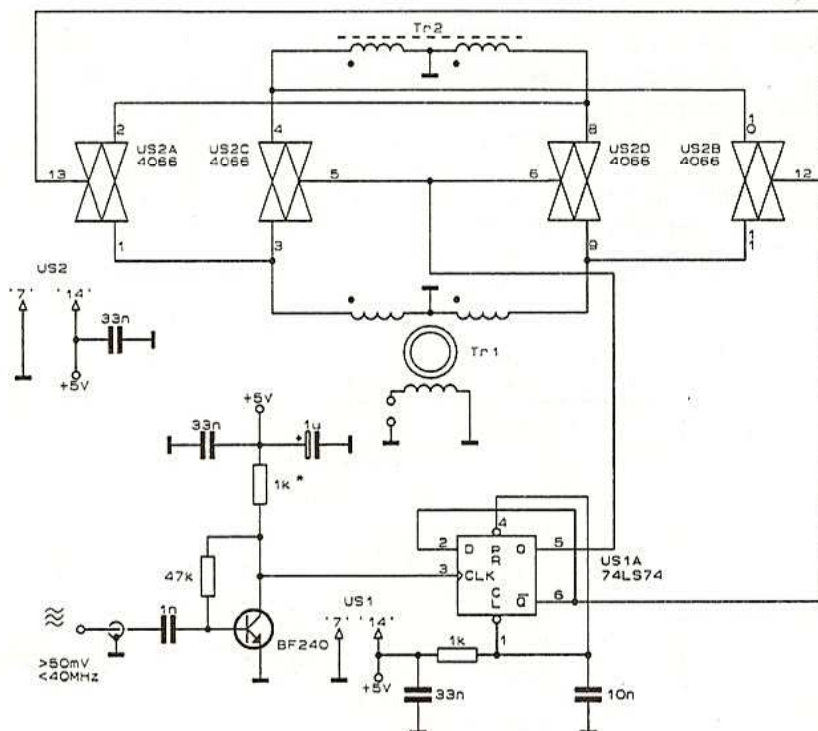 Tr2
2
4
8
10
US2A
4066
US2C
4066
US2D
4066
US2B
4066
13
5
6
12
1
3
9
11
US2
'7'
'14'
33n
+5V
Tr1
+5V
33n
+
1u
1k*
4
2
D
PR
Q
5
US1A
74LS74
3
CLK
47k
CL
Q̅
6
1n
US1
'7'
'14'
1k
1
BF240
>50mV
<40MHz
+5V
33n
10n